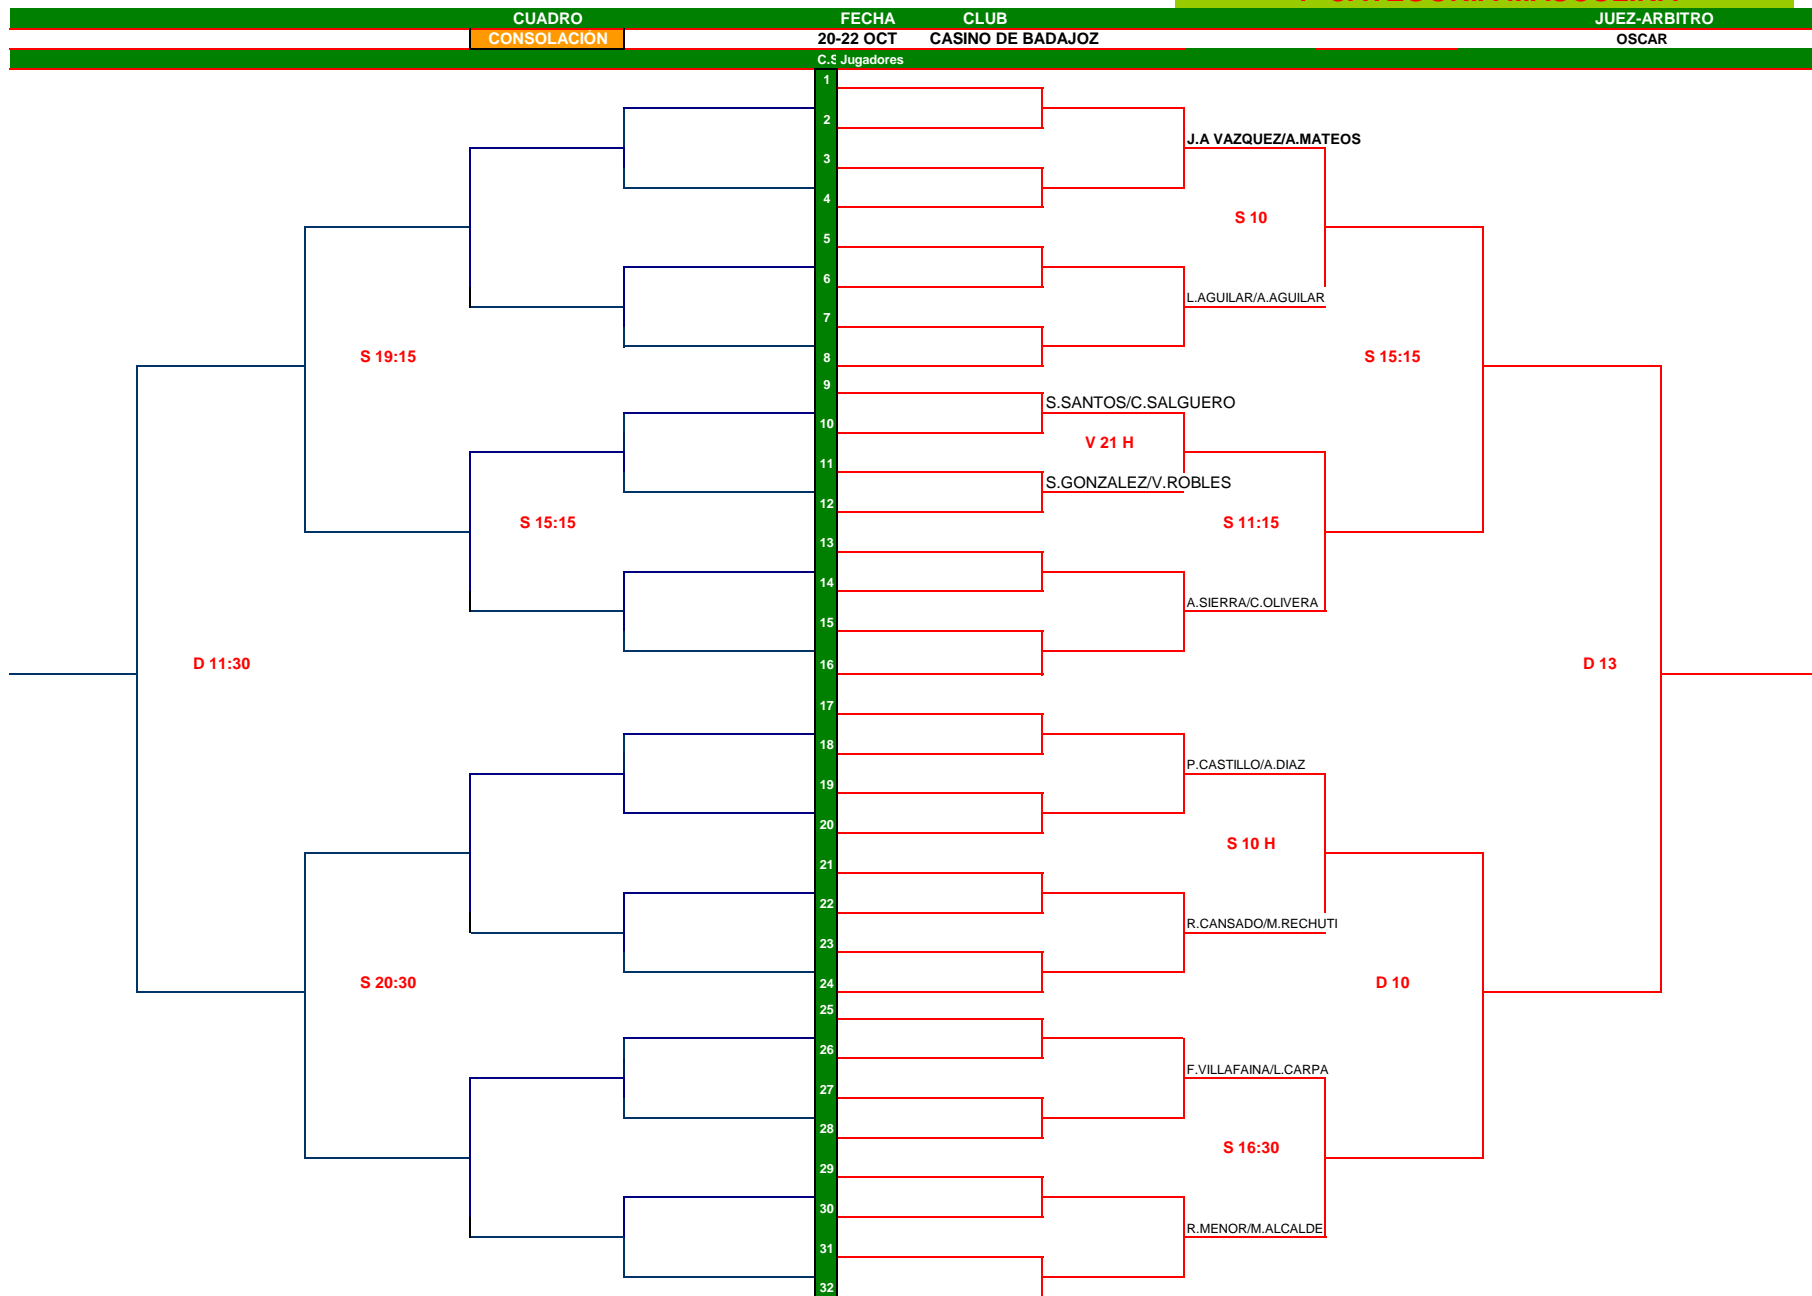 CUADRO FECHA CLUB JUEZ-ARBITRO
CONSOLACIÓN 20-22 OCT CASINO DE BADAJOZ OSCAR
C.S Jugadores
1
2
J.A VAZQUEZ/A.MATEOS
3
4
S 10
5
6
L.AGUILAR/A.AGUILAR
7
S 19:15 8 S 15:15
9
S.SANTOS/C.SALGUERO
10
V 21 H
11
S.GONZALEZ/V.ROBLES
12
S 15:15 S 11:15
13
14
A.SIERRA/C.OLIVERA
15
D 11:30 16 D 13
17
18
P.CASTILLO/A.DIAZ
19
20
S 10 H
21
22
R.CANSADO/M.RECHUTI
23
S 20:30 24 D 10
25
26
F.VILLAFAINA/L.CARPA
27
28
S 16:30
29
30
R.MENOR/M.ALCALDE
31
32